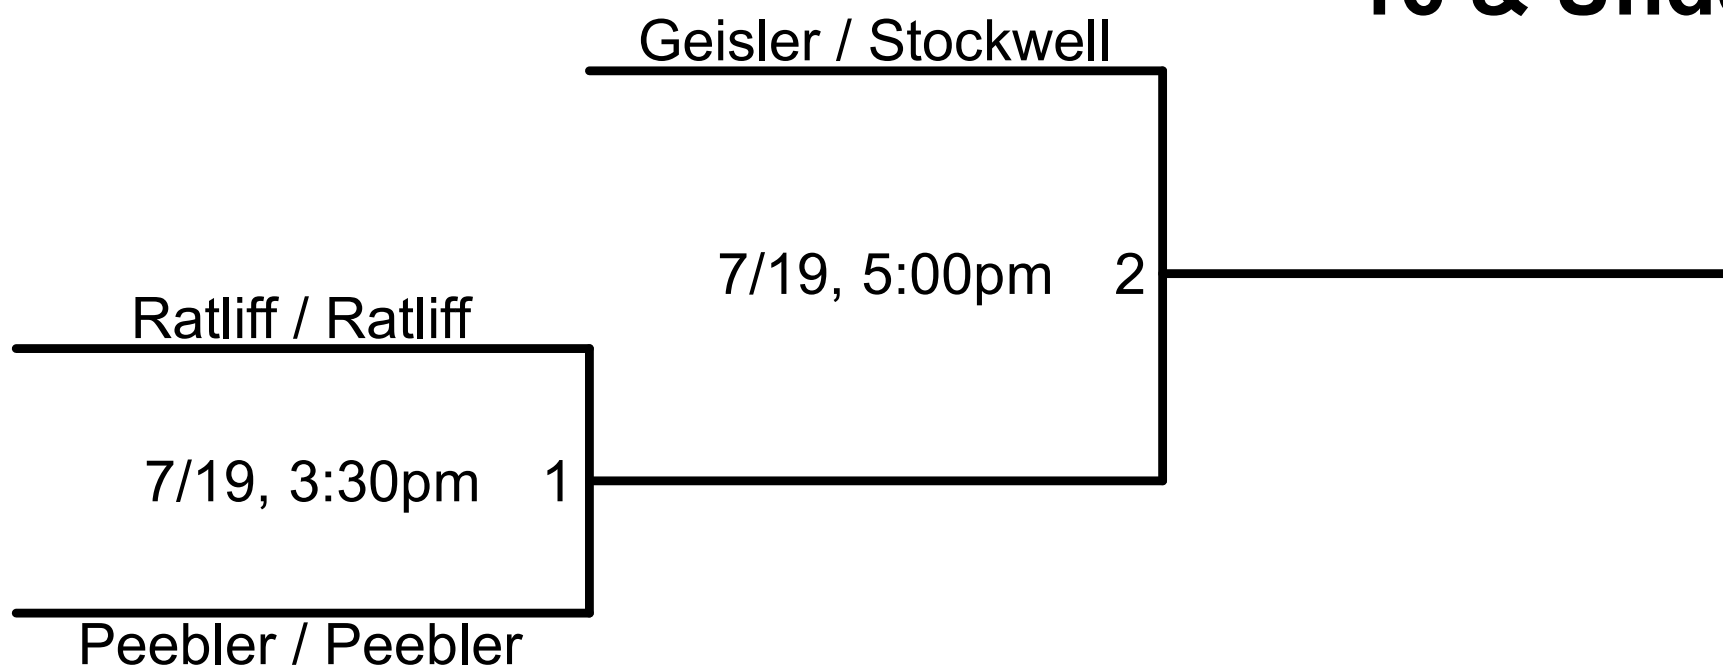 Geisler / Stockwell
7/19, 5:00pm 2
Ratliff / Ratliff
7/19, 3:30pm 1
Peebler / Peebler